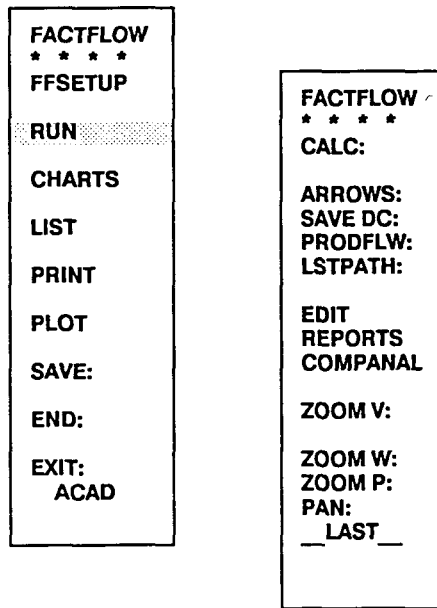 FACTFLOW
* * * *
FFSETUP
RUN
CHARTS
LIST
PRINT
PLOT
SAVE:
END:
EXIT:
ACAD
FACTFLOW
* * * *
CALC:
ARROWS:
SAVE DC:
PRODFLW:
LSTPATH:
EDIT
REPORTS
COMPANAL
ZOOM V:
ZOOM W:
ZOOM P:
PAN:
__LAST__